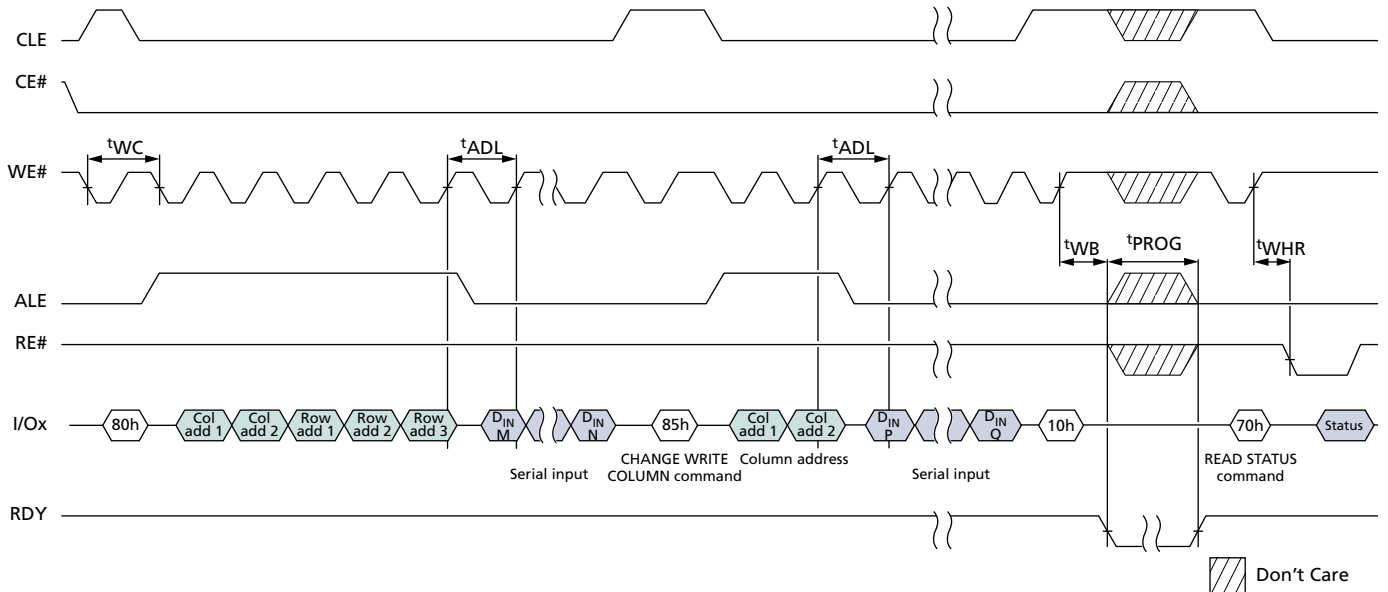 CLE
CE#
tWC
tADL
tADL
WE#
tWB
tPROG
tWHR
ALE
RE#
I/Ox
80h
Col add 1
Col add 2
Row add 1
Row add 2
Row add 3
DIN M
DIN N
85h
Col add 1
Col add 2
DIN P
DIN Q
10h
70h
Status
Serial input
CHANGE WRITE
COLUMN command
Column address
Serial input
READ STATUS
command
RDY
Don't Care